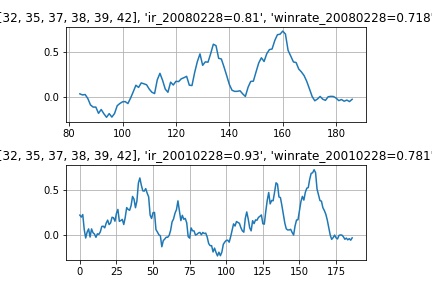 [32, 35, 37, 38, 39, 42], 'ir_20080228=0.81', 'winrate_20080228=0.718'
0.5
0.0
80 100 120 140 160 180
[32, 35, 37, 38, 39, 42], 'ir_20010228=0.93', 'winrate_20010228=0.781'
0.5
0.0
0 25 50 75 100 125 150 175